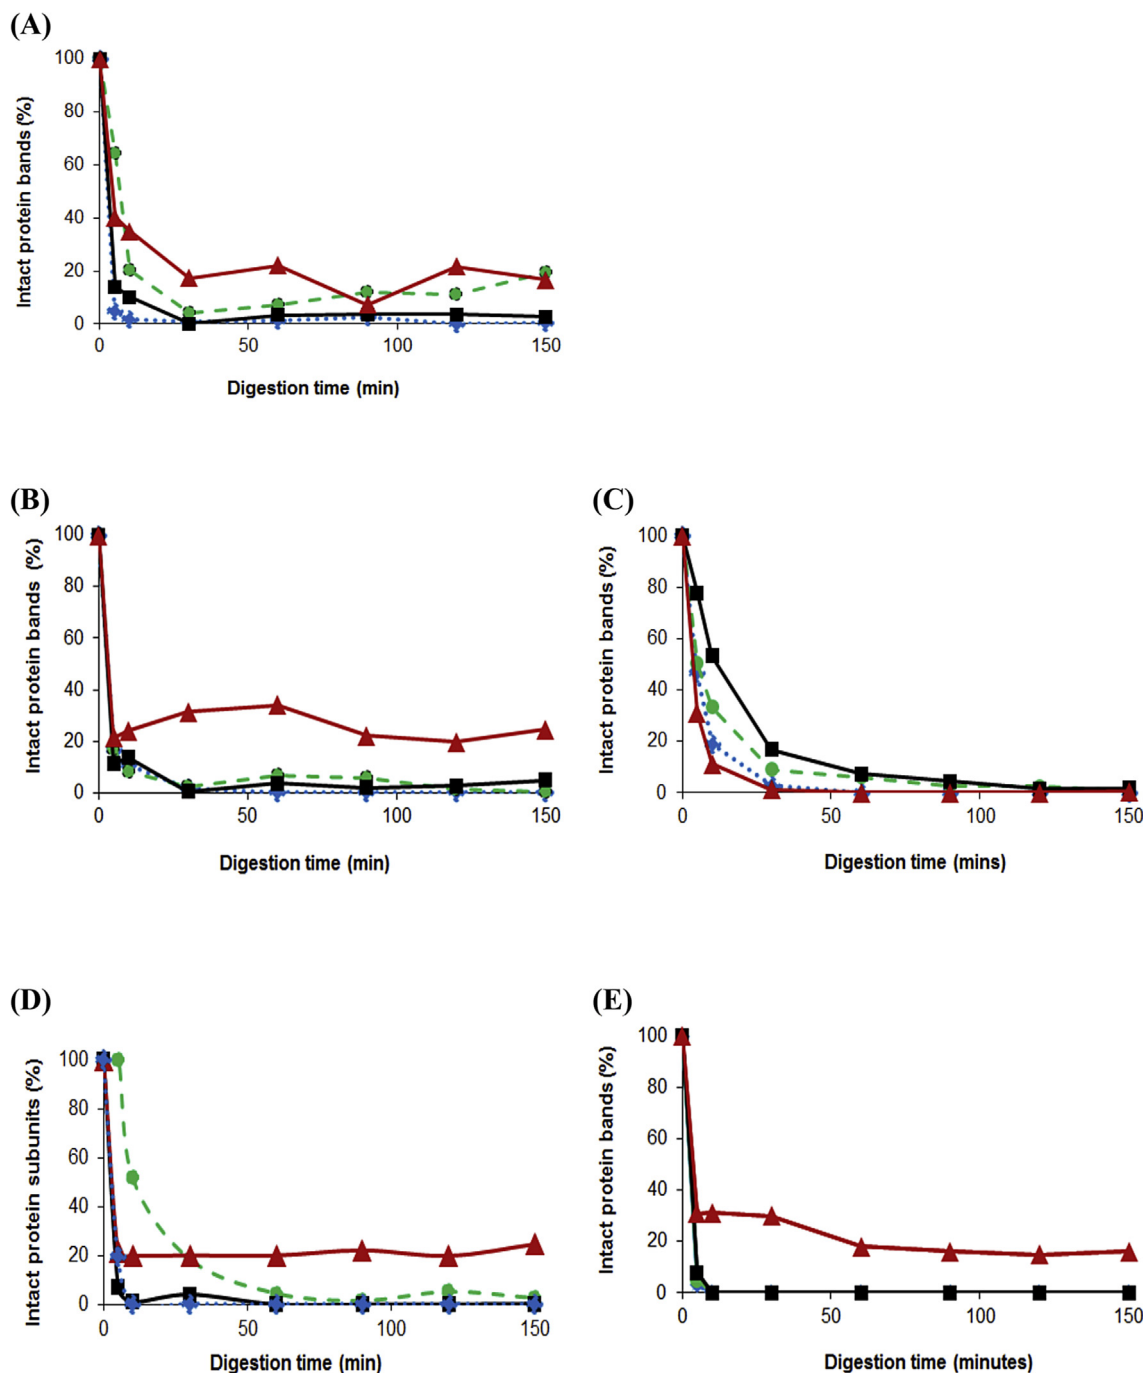 (A)
Intact protein bands (%)
100
80
60
40
20
0
0 50 100 150
Digestion time (min)
(B)
Intact protein bands (%)
100
80
60
40
20
0
0 50 100 150
Digestion time (min)
(C)
Intact protein bands (%)
100
80
60
40
20
0
0 50 100 150
Digestion time (mins)
(D)
Intact protein subunits (%)
100
80
60
40
20
0
0 50 100 150
Digestion time (min)
(E)
Intact protein bands (%)
100
80
60
40
20
0
0 50 100 150
Digestion time (minutes)